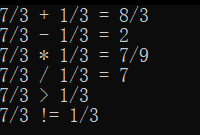 7/3 + 1/3 = 8/3
7/3 - 1/3 = 2
7/3 * 1/3 = 7/9
7/3 / 1/3 = 7
7/3 > 1/3
7/3 != 1/3